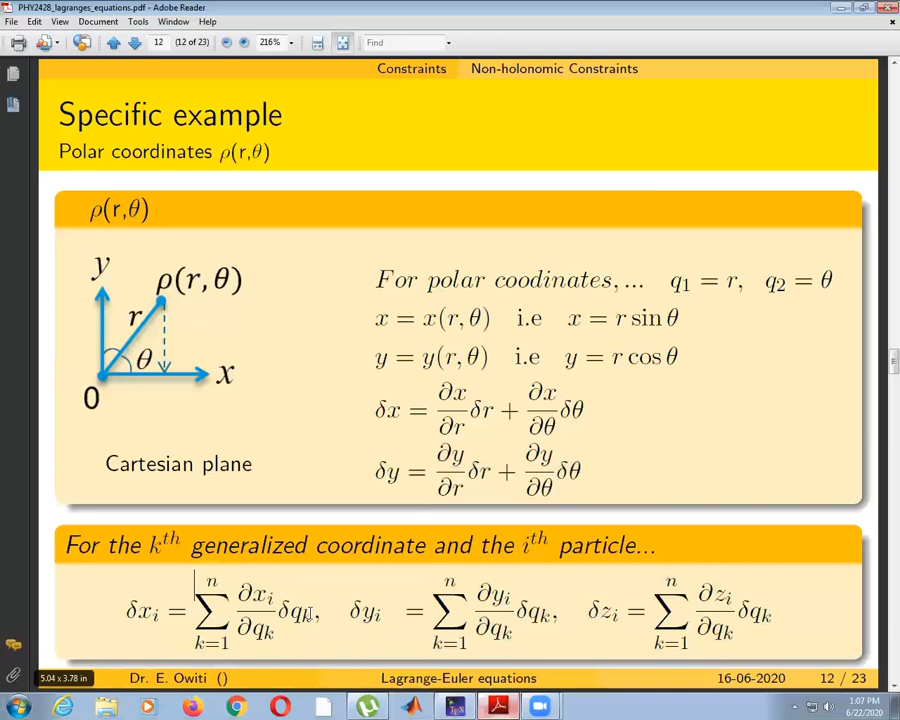 PHY2428_lagranges_equations.pdf - Adobe Reader
File Edit View Document Tools Window Help
12 (12 of 23) 216% Find
Constraints Non-holonomic Constraints
Specific example
Polar coordinates ρ(r,θ)
ρ(r,θ)
y
ρ(r, θ)
r
θ
x
0
Cartesian plane
For polar coodinates,... q₁ = r, q₂ = θ
x = x(r, θ) i.e x = r sin θ
y = y(r, θ) i.e y = r cos θ
δx = ∂x/∂r δr + ∂x/∂θ δθ
δy = ∂y/∂r δr + ∂y/∂θ δθ
For the kᵗʰ generalized coordinate and the iᵗʰ particle...
δxᵢ = ∑ₖ₌₁ⁿ ∂xᵢ/∂qₖ δqₖ, δyᵢ = ∑ₖ₌₁ⁿ ∂yᵢ/∂qₖ δqₖ, δzᵢ = ∑ₖ₌₁ⁿ ∂zᵢ/∂qₖ δqₖ
5.04 x 3.78 in
Dr. E. Owiti () Lagrange-Euler equations 16-06-2020 12 / 23
1:07 PM
6/22/2020